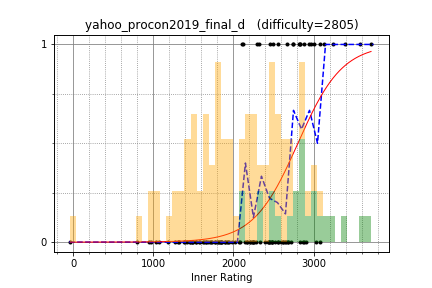 yahoo_procon2019_final_d (difficulty=2805)
1
0
0 1000 2000 3000
Inner Rating